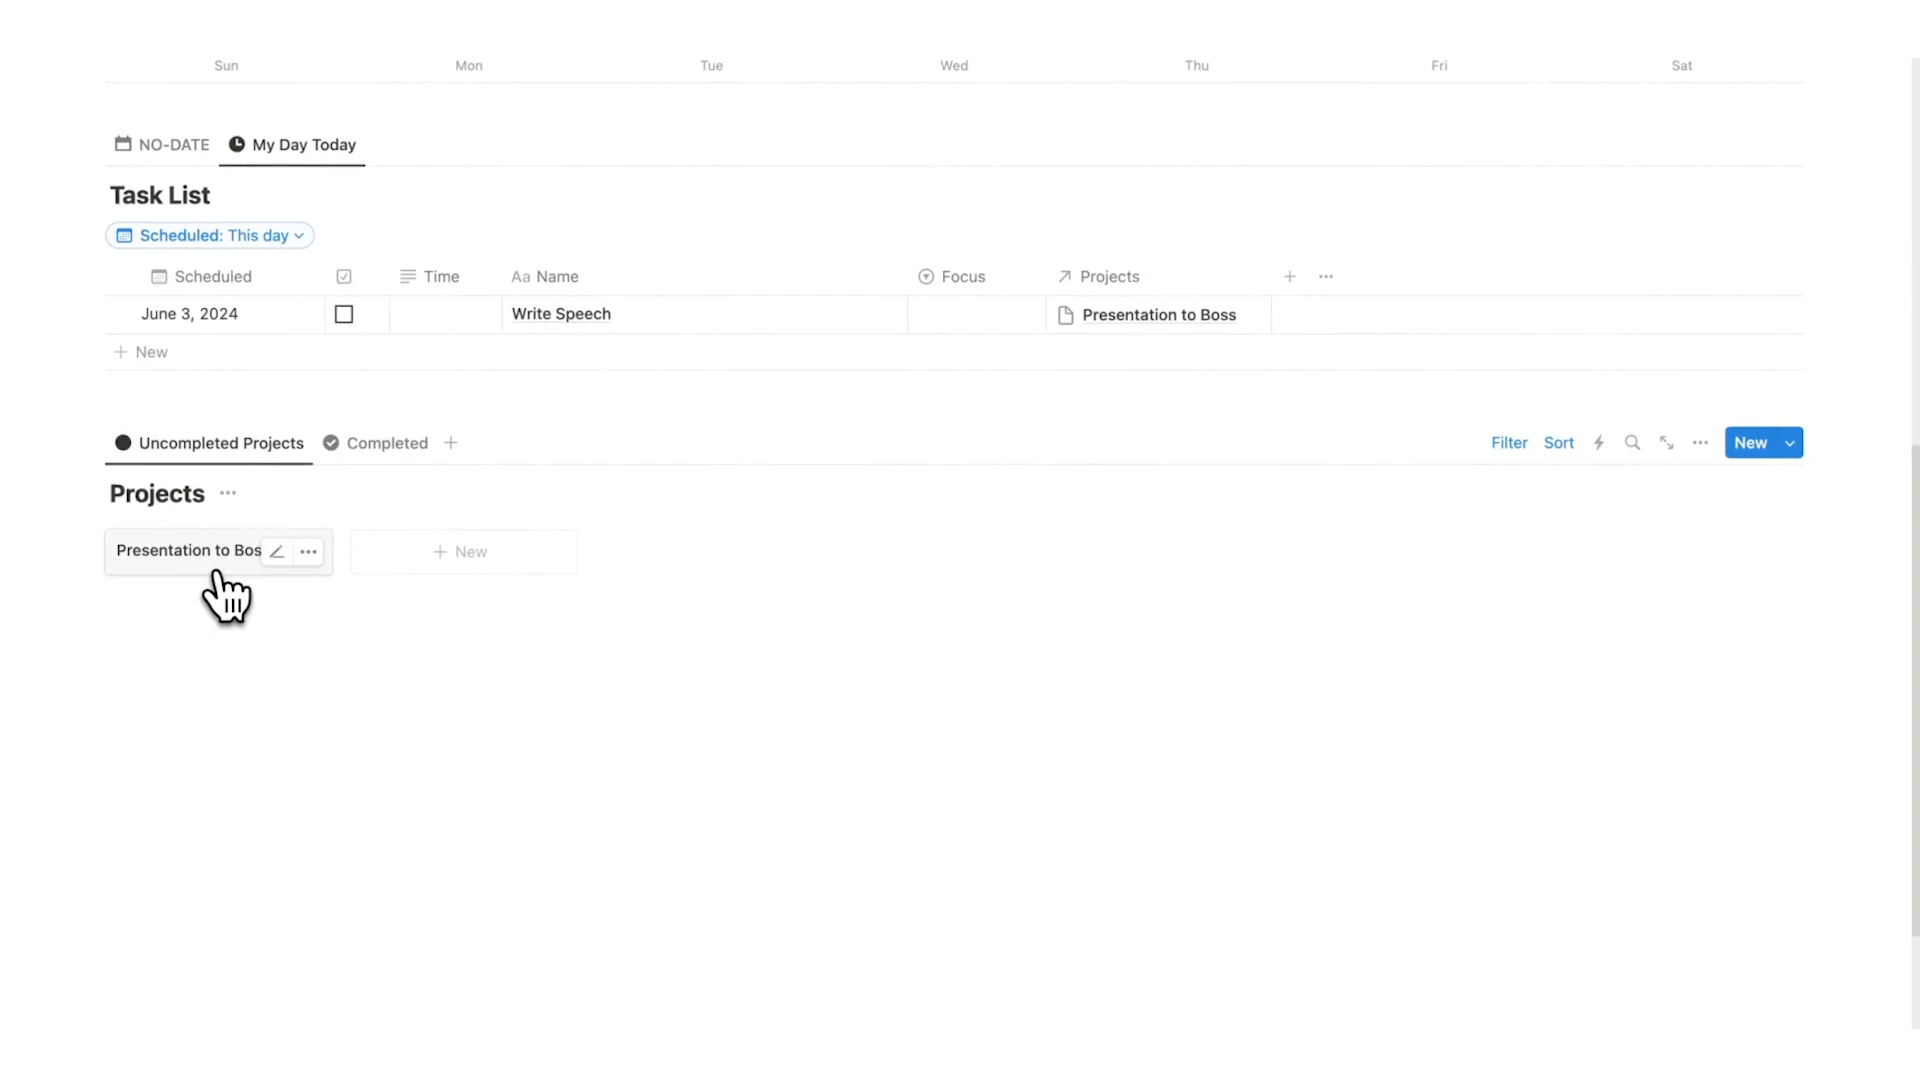 Sun Mon Tue Wed Thu Fri Sat
NO-DATE My Day Today
Task List
Scheduled: This day
Scheduled Time Aa Name Focus Projects
June 3, 2024 Write Speech Presentation to Boss
New
Uncompleted Projects Completed Filter Sort New
Projects
Presentation to Bos New